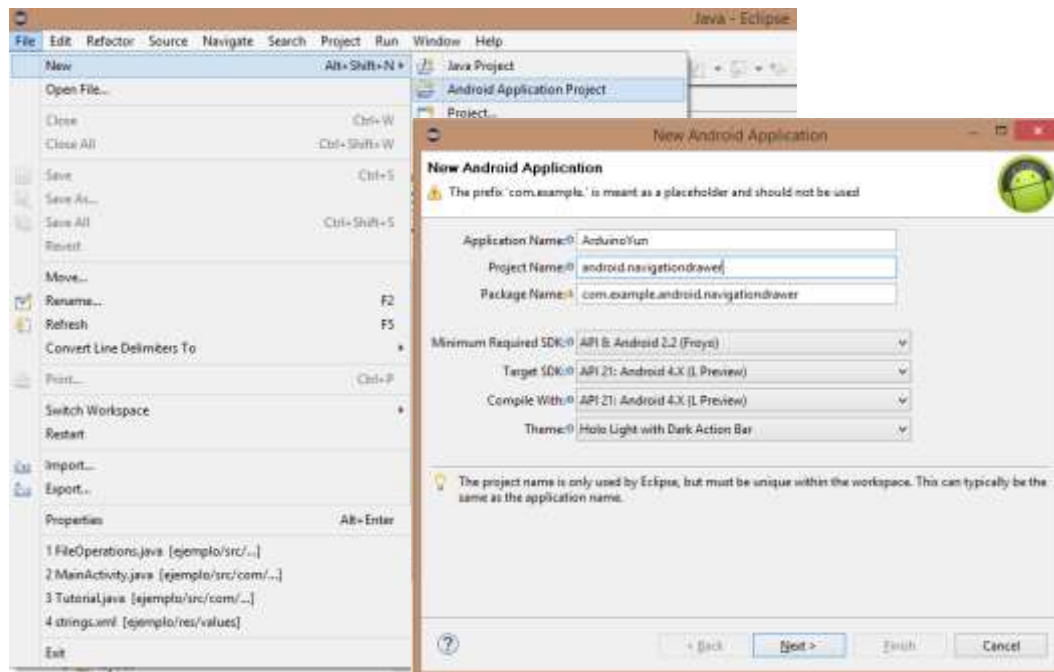 Java - Eclipse
File Edit Refactor Source Navigate Search Project Run Window Help
New Alt+Shift+N
Open File...
Close Ctrl+W
Close All Ctrl+Shift+W
Save Ctrl+S
Save As...
Save All Ctrl+Shift+S
Revert
Move...
Rename... F2
Refresh F5
Convert Line Delimiters To
Print... Ctrl+P
Switch Workspace
Restart
Import...
Export...
Properties Alt+Enter
1 FileOperations.java [ejemplo/src/...]
2 MainActivity.java [ejemplo/src/com/...]
3 Tutorial.java [ejemplo/src/com/...]
4 strings.xml [ejemplo/res/values]
Exit
Java Project
Android Application Project
Project...
New Android Application
New Android Application
The prefix 'com.example.' is meant as a placeholder and should not be used
Application Name: ArduinoYun
Project Name: android.navigationdrawer
Package Name: com.example.android.navigationdrawer
Minimum Required SDK: API 8: Android 2.2 (Froyo)
Target SDK: API 21: Android 4.X (L Preview)
Compile With: API 21: Android 4.X (L Preview)
Theme: Holo Light with Dark Action Bar
The project name is only used by Eclipse, but must be unique within the workspace. This can typically be the
same as the application name.
? < Back Next > Finish Cancel